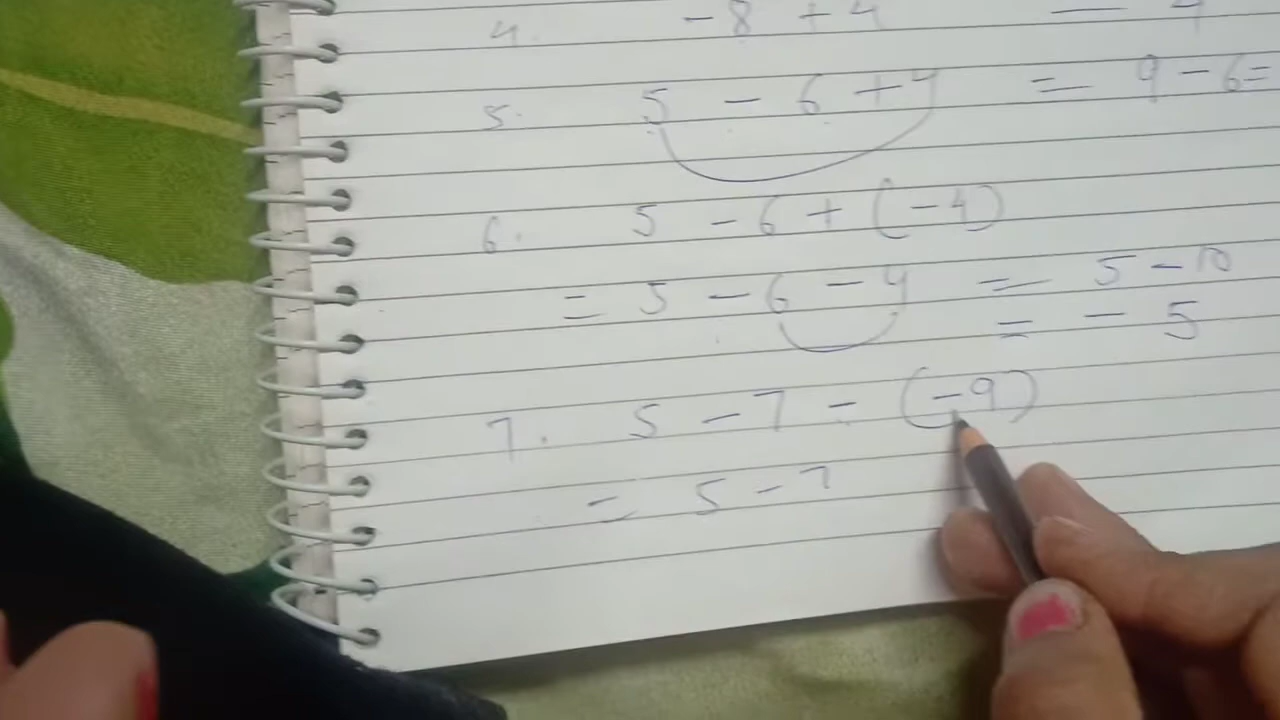 4. -8 + 4 = 4
5. 5 - 6 + 4 = 9 - 6 =
6. 5 - 6 + (-4)
= 5 - 6 - 4 = 5 - 10
= - 5
7. 5 - 7 - (-9)
= 5 - 7